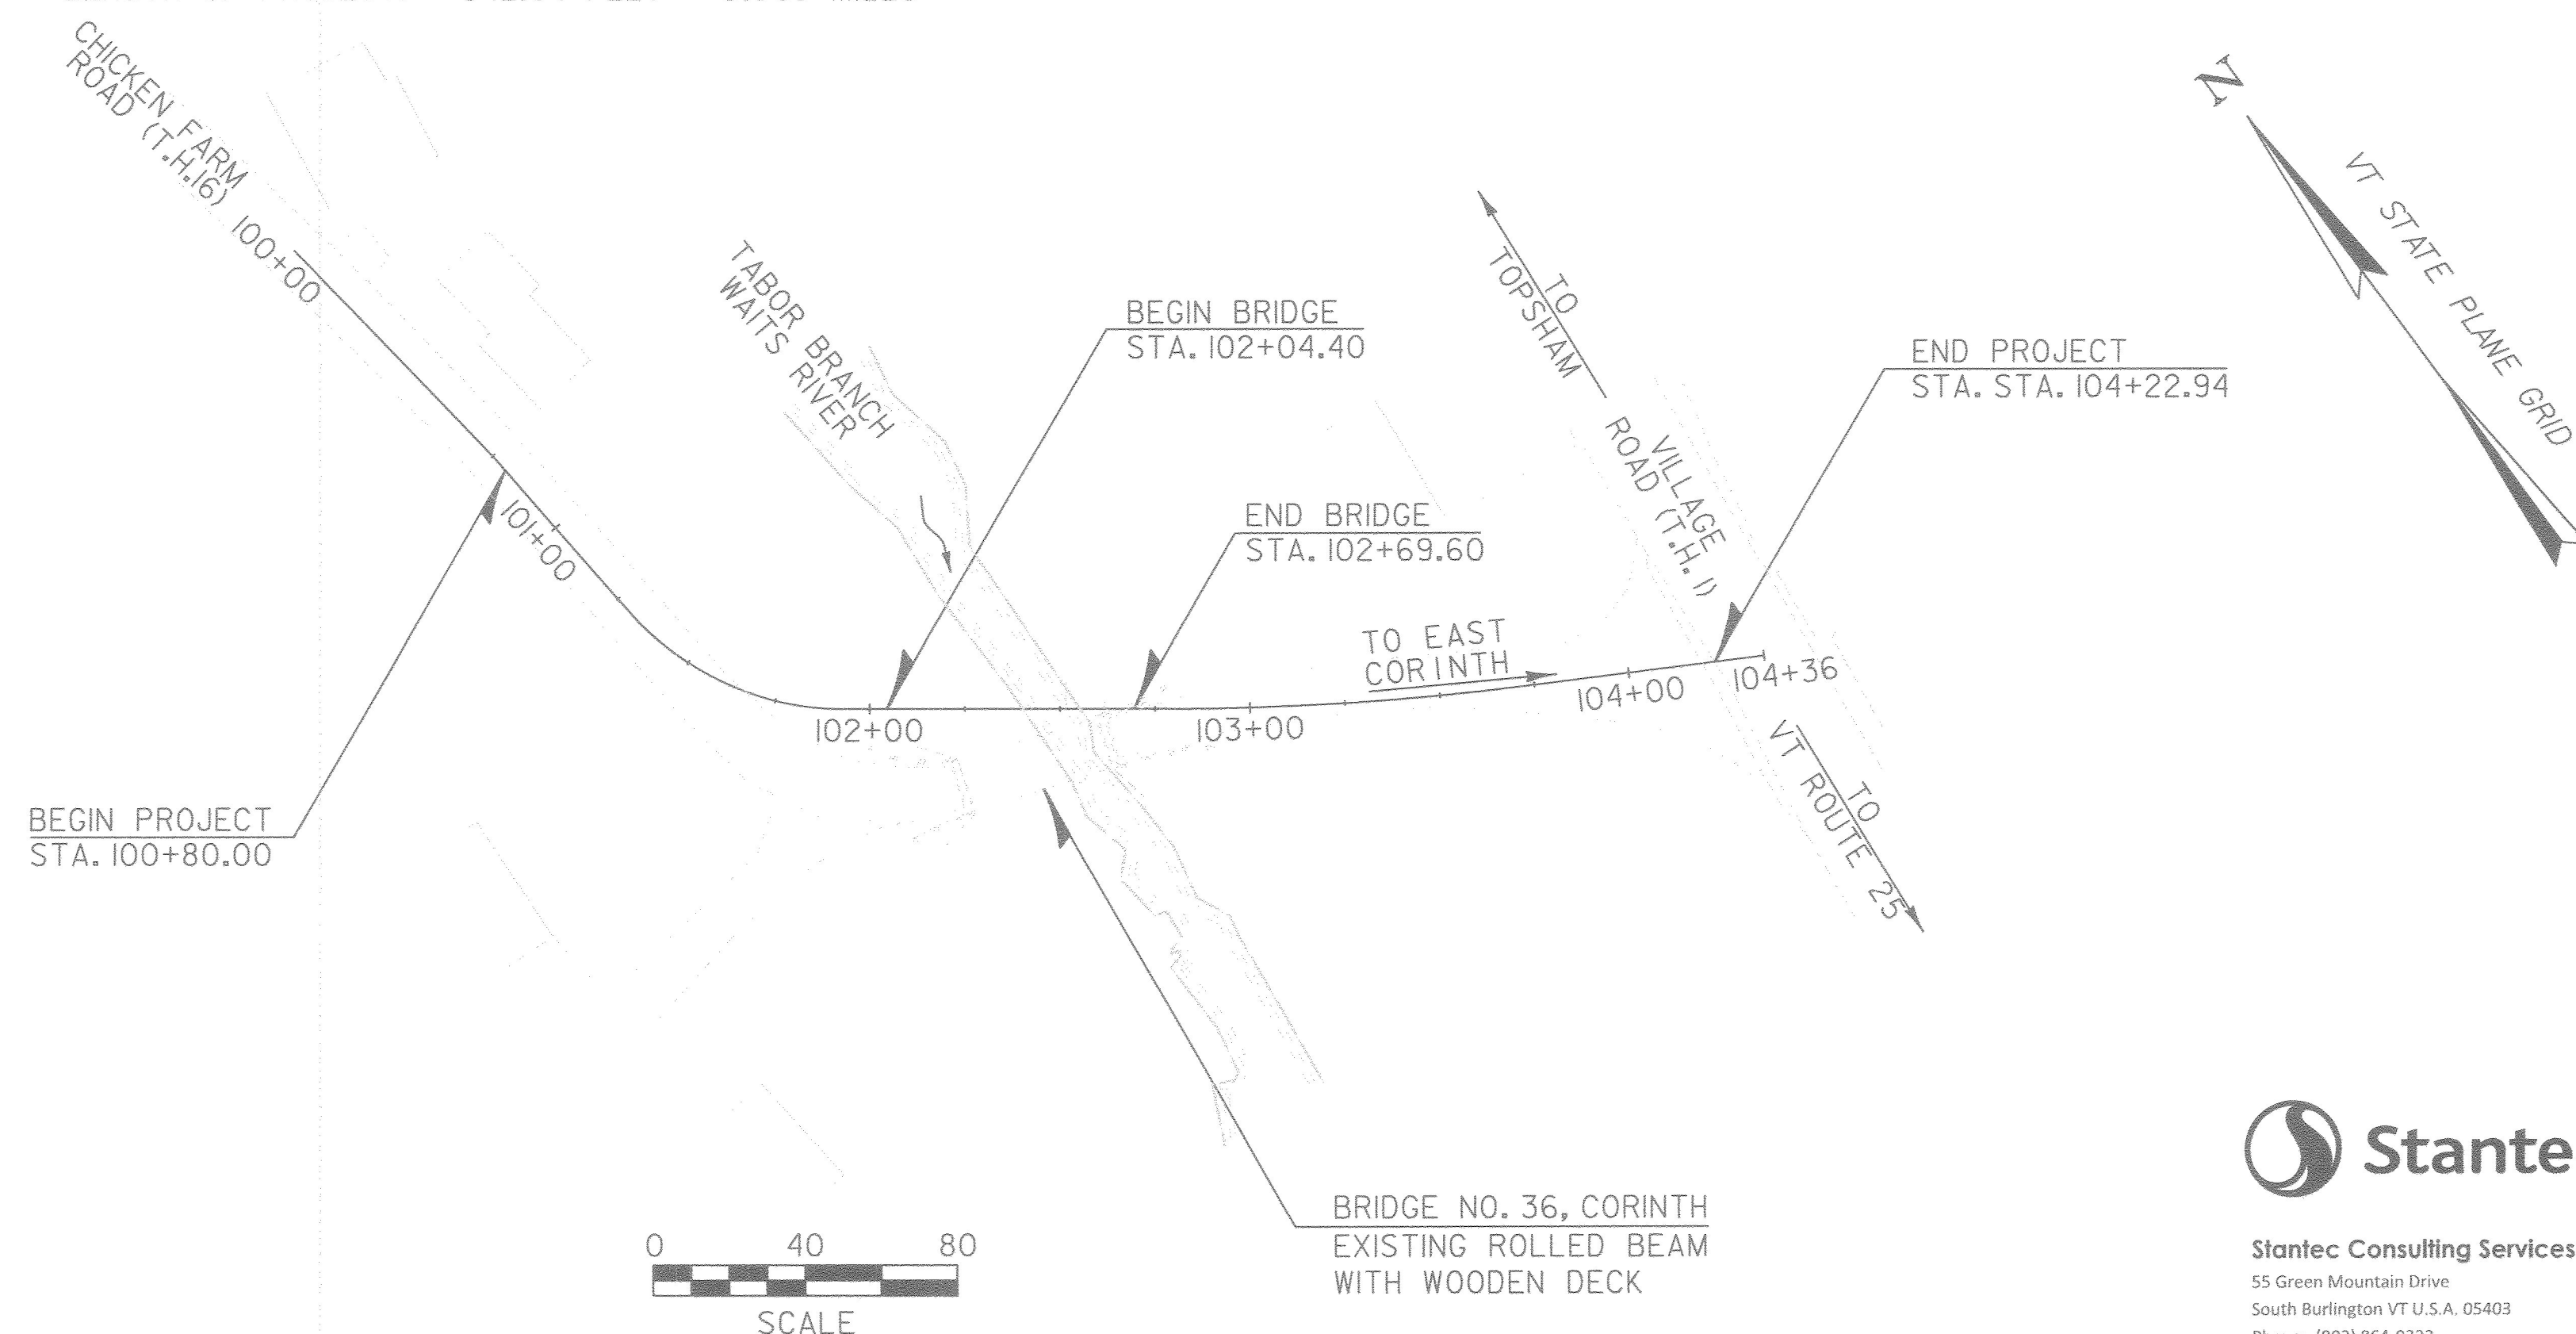 CHICKEN FARM
ROAD (T.H.16)
100+00
101+00
TABOR BRANCH
WAITS RIVER
BEGIN BRIDGE
STA. 102+04.40
END BRIDGE
STA. 102+69.60
TO
TOPSHAM
VILLAGE
ROAD (T.H. 1)
END PROJECT
STA. STA. 104+22.94
N
VT STATE PLANE GRID
TO EAST
CORINTH
102+00
103+00
104+00
104+36
TO
VT ROUTE 25
BEGIN PROJECT
STA. 100+80.00
BRIDGE NO. 36, CORINTH
EXISTING ROLLED BEAM
WITH WOODEN DECK
0 40 80
SCALE
Stante
Stantec Consulting Services
55 Green Mountain Drive
South Burlington VT U.S.A. 05403